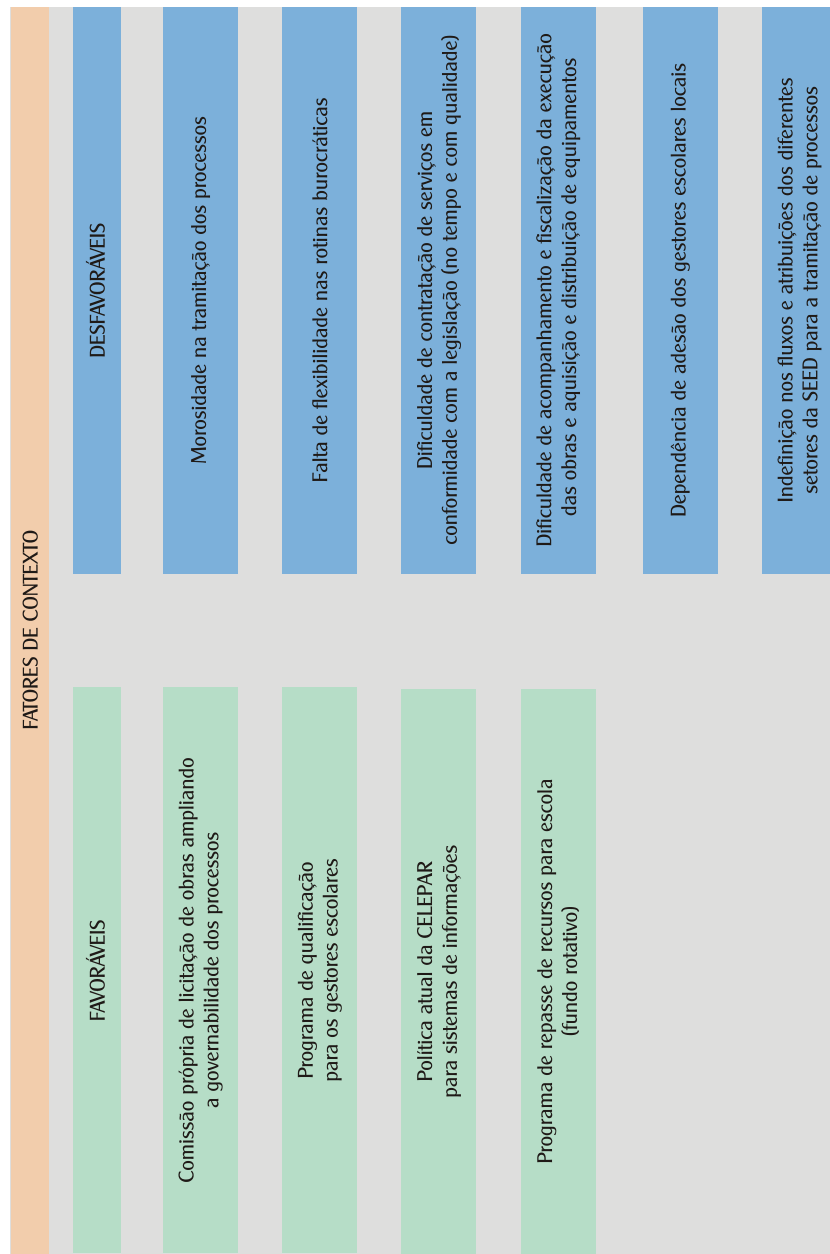 FATORES DE CONTEXTO
FAVORÁVEIS
Comissão própria de licitação de obras ampliando
a governabilidade dos processos
Programa de qualificação
para os gestores escolares
Política atual da CELEPAR
para sistemas de informações
Programa de repasse de recursos para escola
(fundo rotativo)
DESFAVORÁVEIS
Morosidade na tramitação dos processos
Falta de flexibilidade nas rotinas burocráticas
Dificuldade de contratação de serviços em
conformidade com a legislação (no tempo e com qualidade)
Dificuldade de acompanhamento e fiscalização da execução
das obras e aquisição e distribuição de equipamentos
Dependência de adesão dos gestores escolares locais
Indefinição nos fluxos e atribuições dos diferentes
setores da SEED para a tramitação de processos